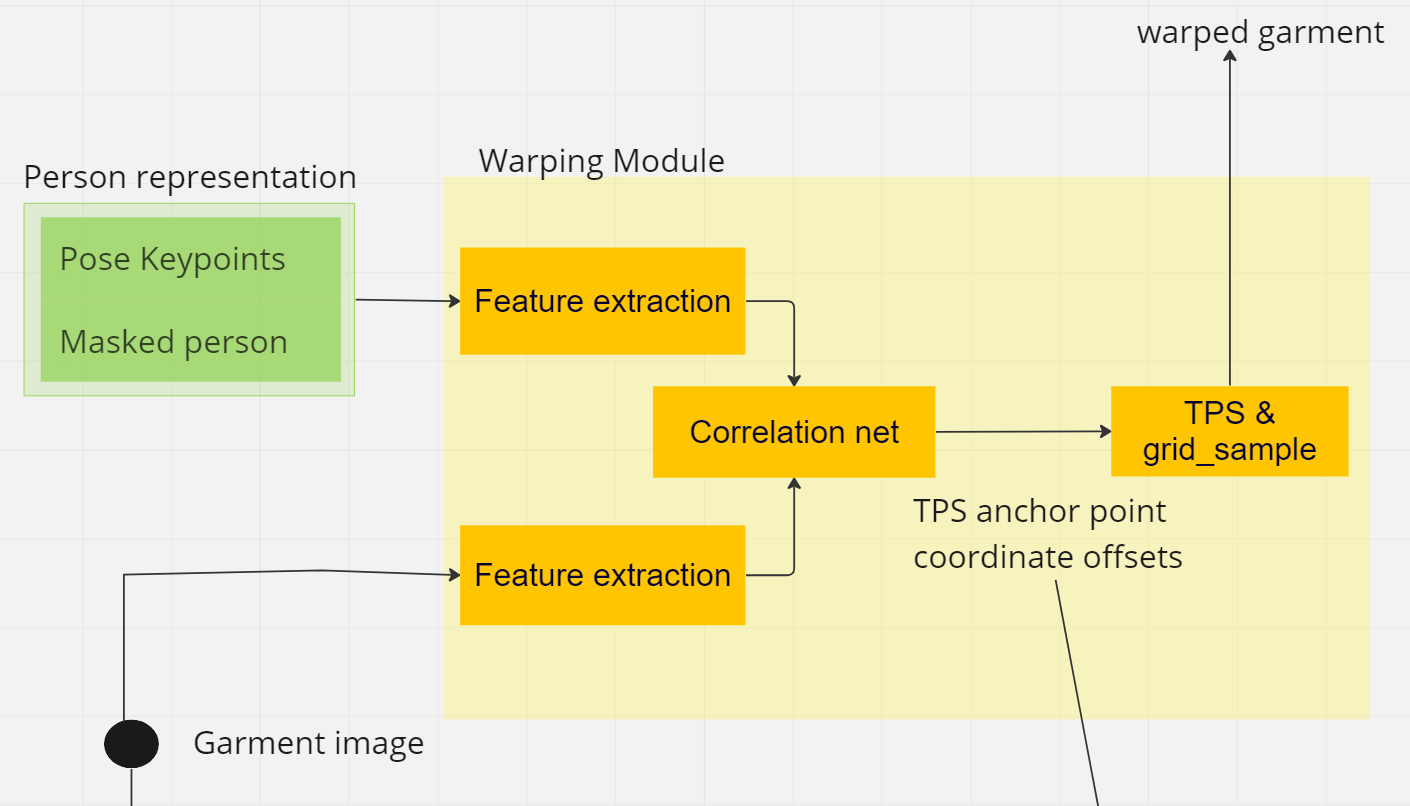 warped garment
Warping Module
Person representation
Pose Keypoints
Masked person
Feature extraction
Correlation net
TPS &
grid_sample
TPS anchor point
coordinate offsets
Feature extraction
Garment image